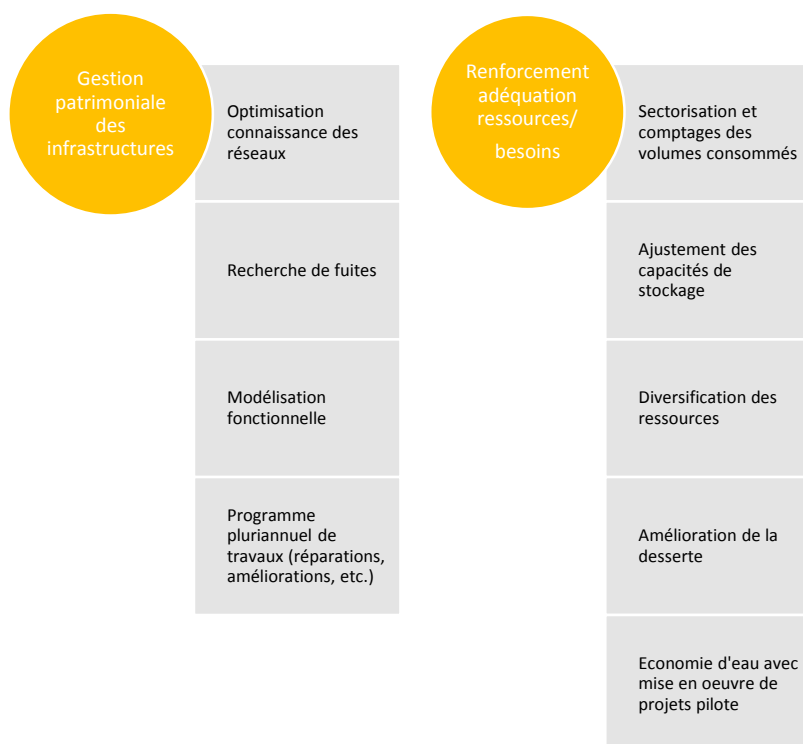 Gestion
patrimoniale
des
infrastructures
Optimisation
connaissance des
réseaux
Recherche de fuites
Modélisation
fonctionnelle
Programme
pluriannuel de
travaux (réparations,
améliorations, etc.)
Renforcement
adéquation
ressources/
besoins
Sectorisation et
comptages des
volumes consommés
Ajustement des
capacités de
stockage
Diversification des
ressources
Amélioration de la
desserte
Economie d'eau avec
mise en oeuvre de
projets pilote